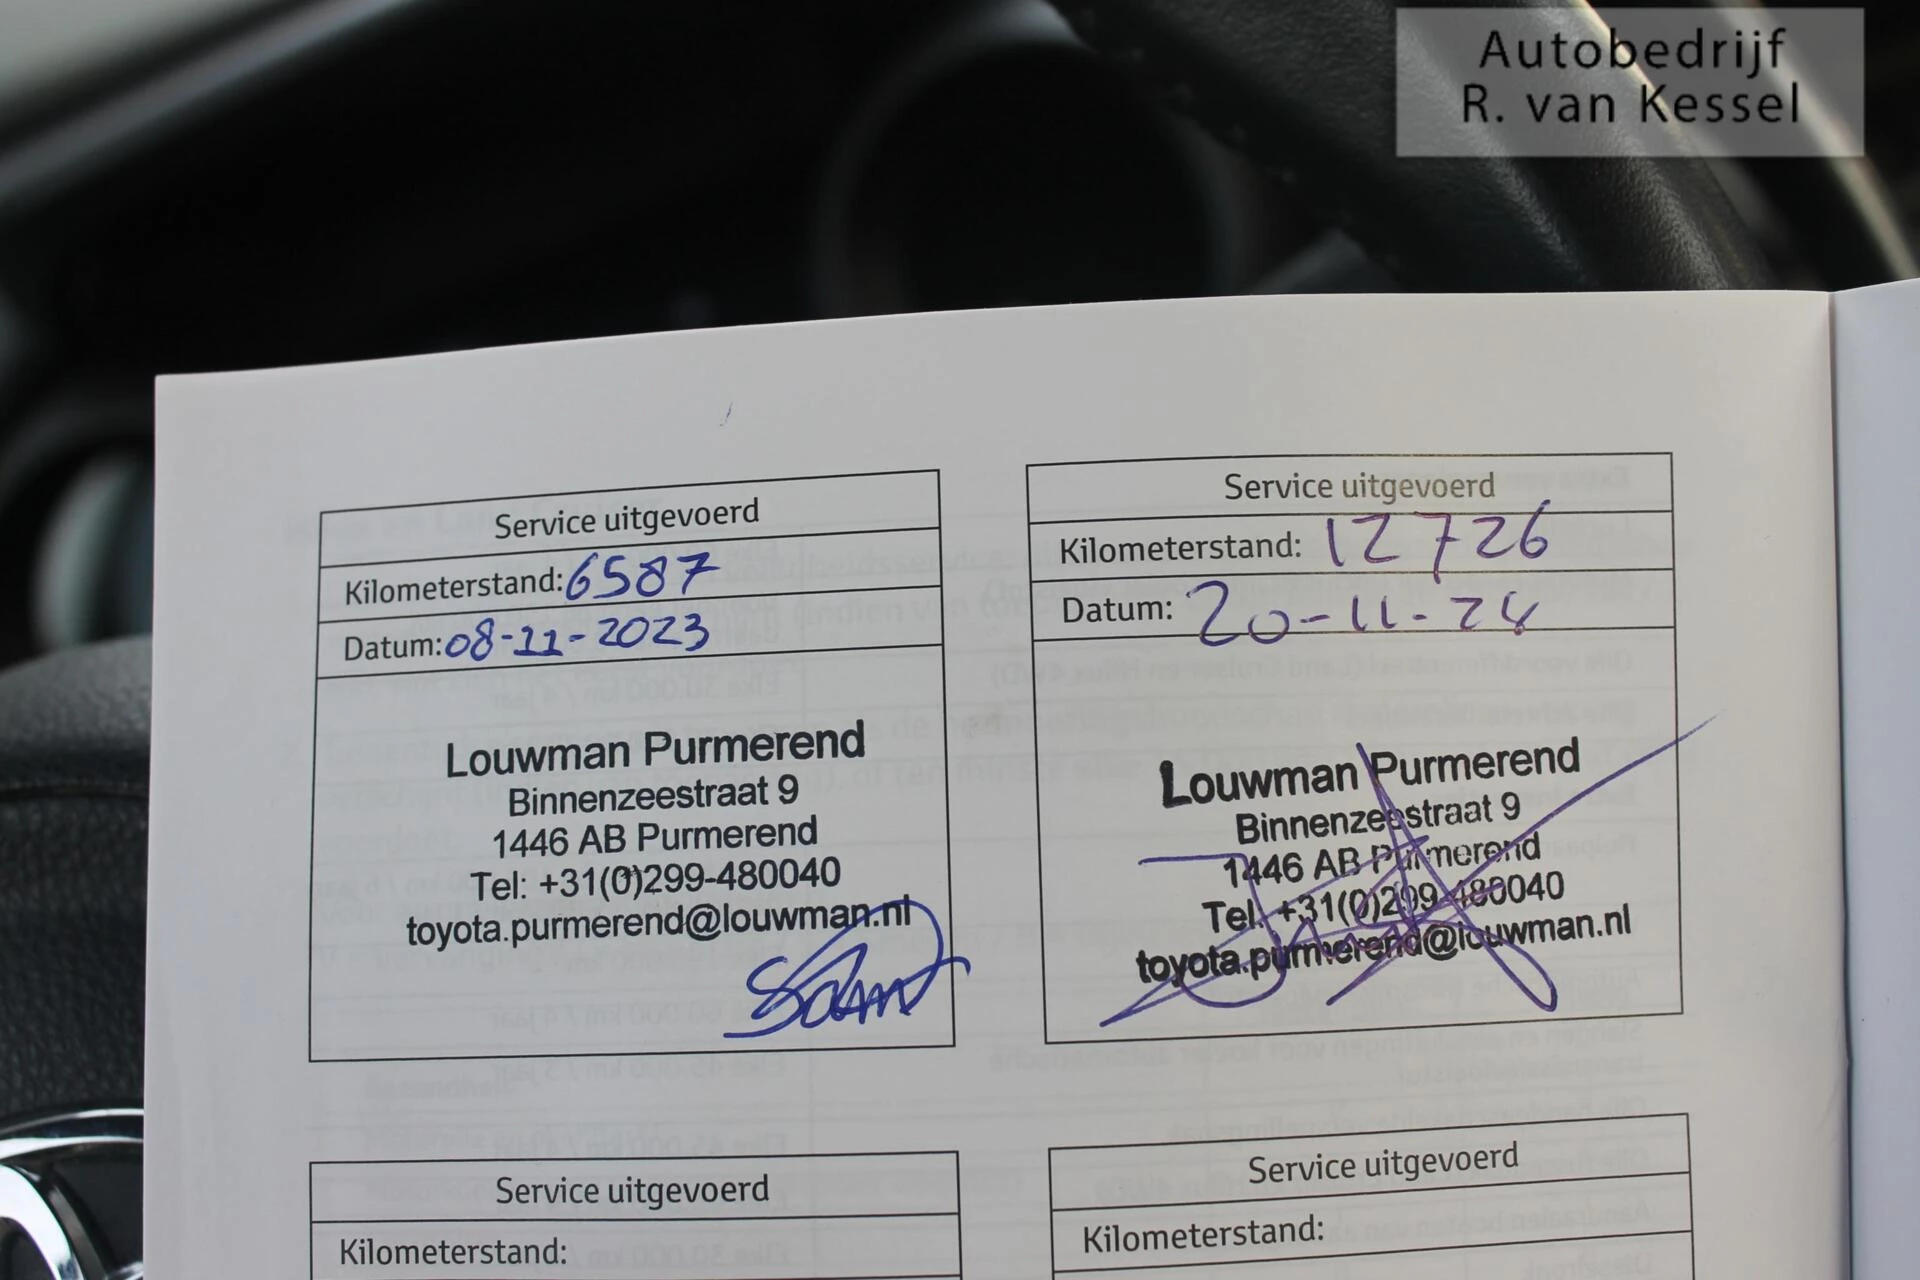 Autobedrijf
R. van Kessel
Service uitgevoerd
Kilometerstand: 6587
Datum: 08-11-2023
Louwman Purmerend
Binnenzeestraat 9
1446 AB Purmerend
Tel: +31(0)299-480040
toyota.purmerend@louwman.nl
Service uitgevoerd
Kilometerstand: 12726
Datum: 20-11-24
Louwman Purmerend
Binnenzeestraat 9
1446 AB Purmerend
Tel: +31(0)299-480040
toyota.purmerend@louwman.nl
Service uitgevoerd
Kilometerstand:
Service uitgevoerd
Kilometerstand: